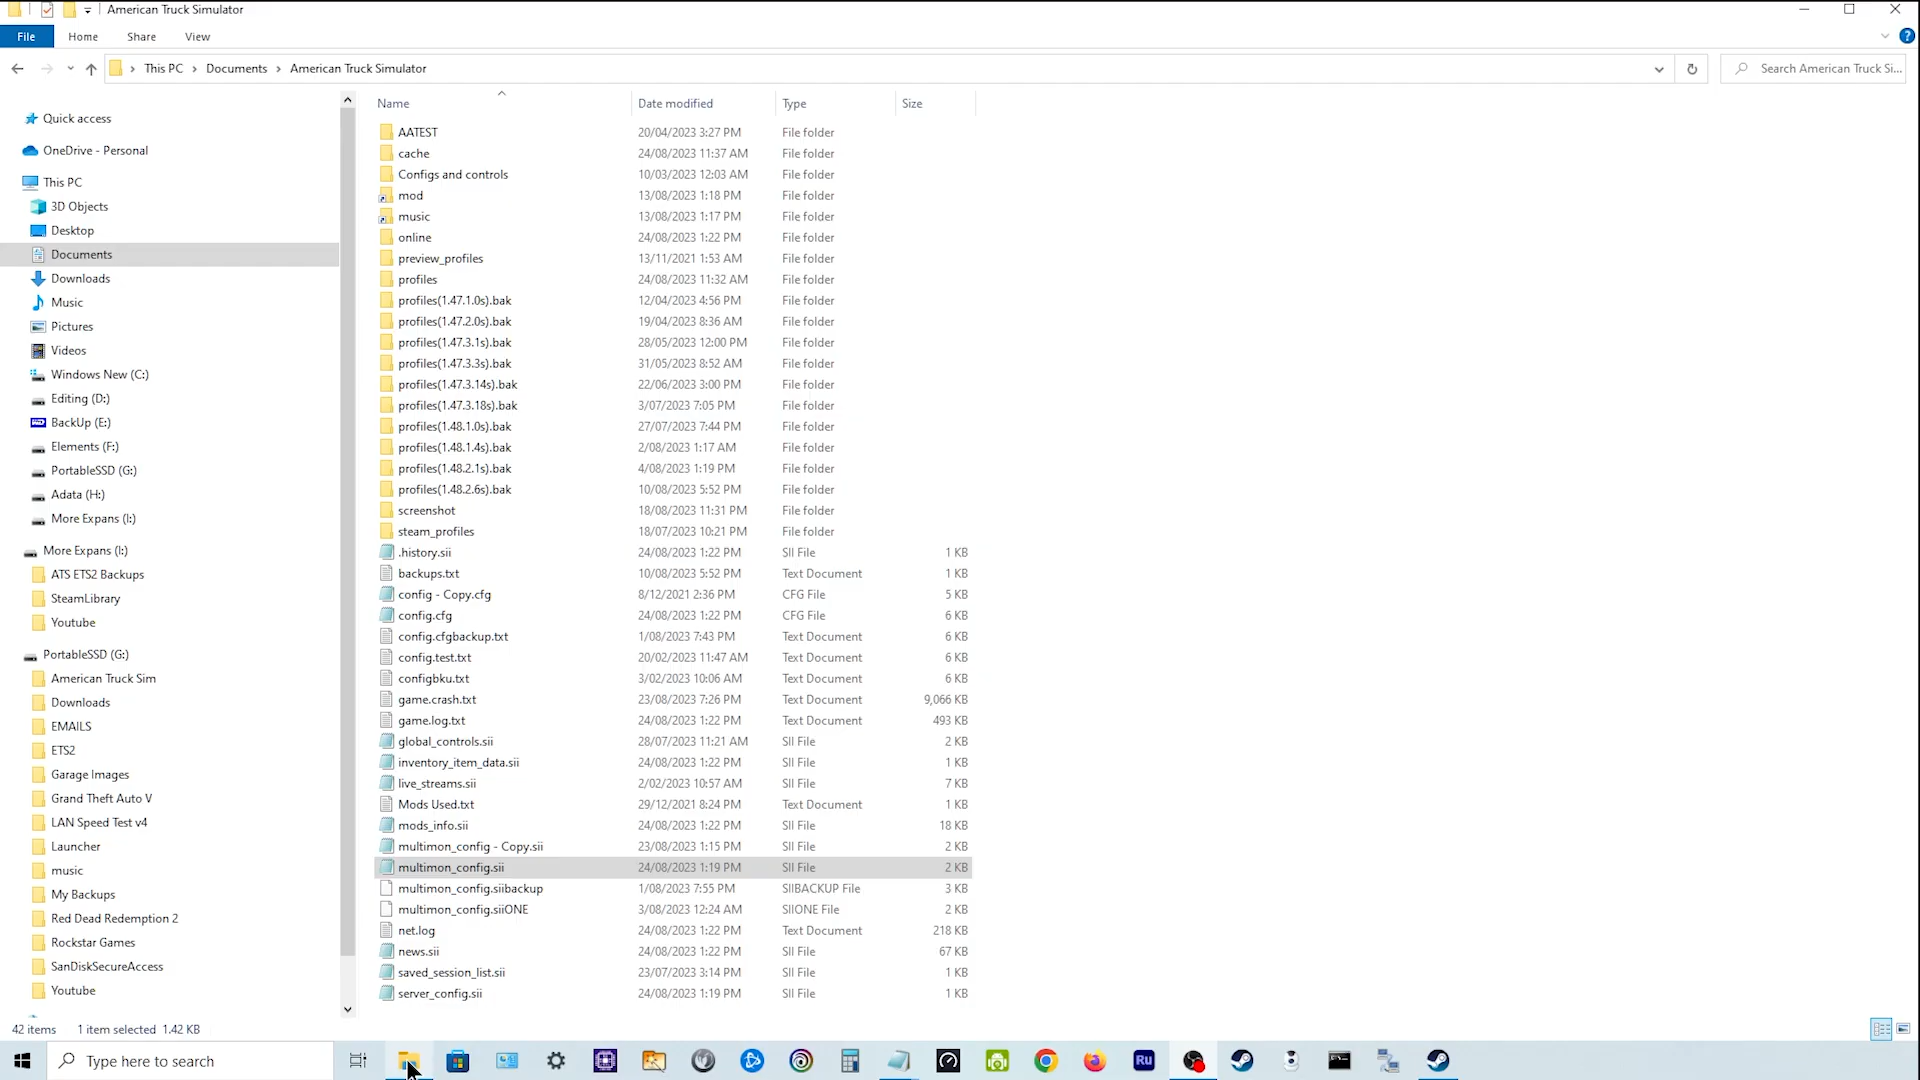 American Truck Simulator
File Home Share View
This PC Documents American Truck Simulator
Search American Truck Si...
Name Date modified Type Size
Quick access
OneDrive - Personal
This PC
3D Objects
Desktop
Documents
Downloads
Music
Pictures
Videos
Windows New (C:)
Editing (D:)
BackUp (E:)
Elements (F:)
PortableSSD (G:)
Adata (H:)
More Expans (I:)
More Expans (I:)
ATS ETS2 Backups
SteamLibrary
Youtube
PortableSSD (G:)
American Truck Sim
Downloads
EMAILS
ETS2
Garage Images
Grand Theft Auto V
LAN Speed Test v4
Launcher
music
My Backups
Red Dead Redemption 2
Rockstar Games
SanDiskSecureAccess
Youtube
AATEST 20/04/2023 3:27 PM File folder
cache 24/08/2023 11:37 AM File folder
Configs and controls 10/03/2023 12:03 AM File folder
mod 13/08/2023 1:18 PM File folder
music 13/08/2023 1:17 PM File folder
online 24/08/2023 1:22 PM File folder
preview_profiles 13/11/2021 1:53 AM File folder
profiles 24/08/2023 11:32 AM File folder
profiles(1.47.1.0s).bak 12/04/2023 4:56 PM File folder
profiles(1.47.2.0s).bak 19/04/2023 8:36 AM File folder
profiles(1.47.3.1s).bak 28/05/2023 12:00 PM File folder
profiles(1.47.3.3s).bak 31/05/2023 8:52 AM File folder
profiles(1.47.3.14s).bak 22/06/2023 3:00 PM File folder
profiles(1.47.3.18s).bak 3/07/2023 7:05 PM File folder
profiles(1.48.1.0s).bak 27/07/2023 7:44 PM File folder
profiles(1.48.1.4s).bak 2/08/2023 1:17 AM File folder
profiles(1.48.2.1s).bak 4/08/2023 1:19 PM File folder
profiles(1.48.2.6s).bak 10/08/2023 5:52 PM File folder
screenshot 18/08/2023 11:31 PM File folder
steam_profiles 18/07/2023 10:21 PM File folder
.history.sii 24/08/2023 1:22 PM SII File 1 KB
backups.txt 10/08/2023 5:52 PM Text Document 1 KB
config - Copy.cfg 8/12/2021 2:36 PM CFG File 5 KB
config.cfg 24/08/2023 1:22 PM CFG File 6 KB
config.cfgbackup.txt 1/08/2023 7:43 PM Text Document 6 KB
config.test.txt 20/02/2023 11:47 AM Text Document 6 KB
configbku.txt 3/02/2023 10:06 AM Text Document 6 KB
game.crash.txt 23/08/2023 7:26 PM Text Document 9,066 KB
game.log.txt 24/08/2023 1:22 PM Text Document 493 KB
global_controls.sii 28/07/2023 11:21 AM SII File 2 KB
inventory_item_data.sii 24/08/2023 1:22 PM SII File 1 KB
live_streams.sii 2/02/2023 10:57 AM SII File 7 KB
Mods Used.txt 29/12/2021 8:24 PM Text Document 1 KB
mods_info.sii 24/08/2023 1:22 PM SII File 18 KB
multimon_config - Copy.sii 23/08/2023 1:15 PM SII File 2 KB
multimon_config.sii 24/08/2023 1:19 PM SII File 2 KB
multimon_config.siibackup 1/08/2023 7:55 PM SIIBACKUP File 3 KB
multimon_config.siiONE 3/08/2023 12:24 AM SIIONE File 2 KB
net.log 24/08/2023 1:22 PM Text Document 218 KB
news.sii 24/08/2023 1:22 PM SII File 67 KB
saved_session_list.sii 23/07/2023 3:14 PM SII File 1 KB
server_config.sii 24/08/2023 1:19 PM SII File 1 KB
42 items 1 item selected 1.42 KB
Type here to search
Ru